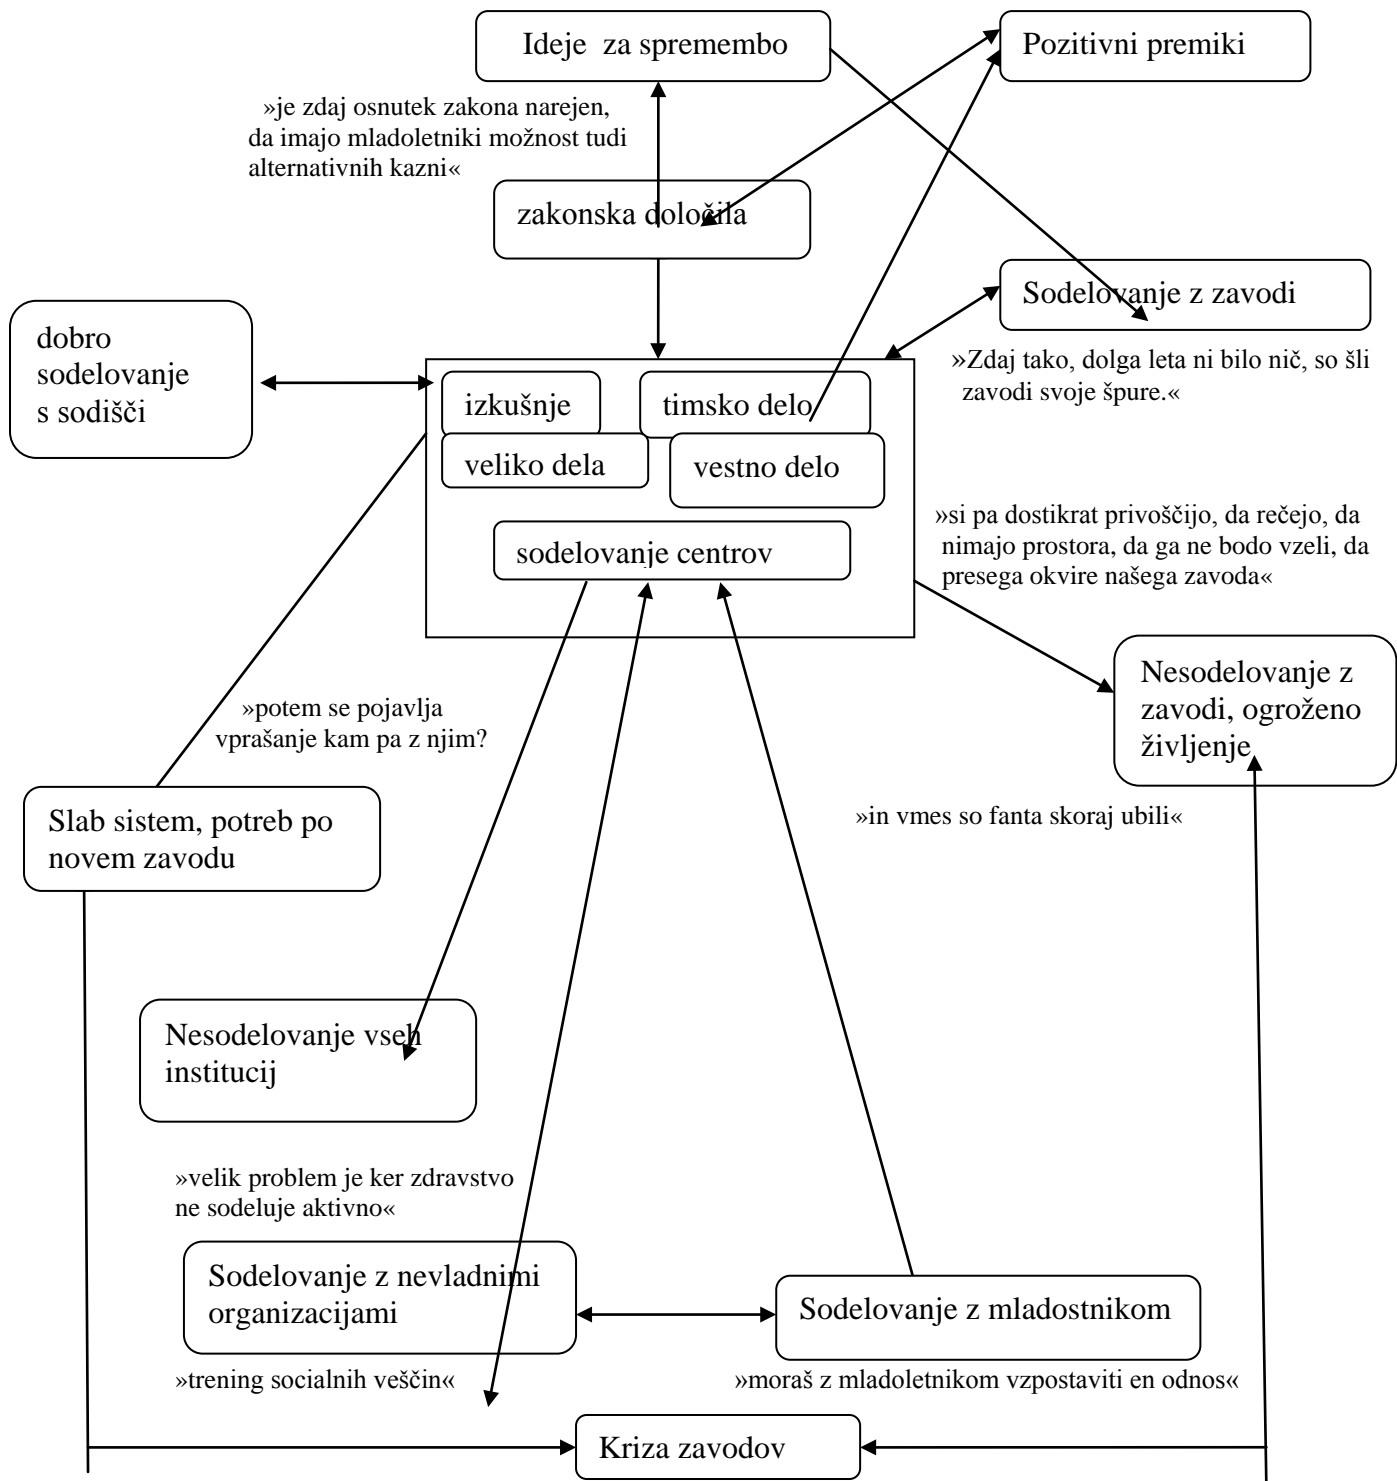 Ideje  za spremembo
Pozitivni premiki
»je zdaj osnutek zakona narejen,
da imajo mladoletniki možnost tudi
alternativnih kazni«
zakonska določila
Sodelovanje z zavodi
dobro
sodelovanje
s sodišči
»Zdaj tako, dolga leta ni bilo nič, so šli
zavodi svoje špure.«
izkušnje
timsko delo
veliko dela
vestno delo
»si pa dostikrat privoščijo, da rečejo, da
nimajo prostora, da ga ne bodo vzeli, da
presega okvire našega zavoda«
sodelovanje centrov
Nesodelovanje z
zavodi, ogroženo
življenje
»potem se pojavlja
vprašanje kam pa z njim?
Slab sistem, potreb po
novem zavodu
»in vmes so fanta skoraj ubili«
Nesodelovanje vseh
institucij
»velik problem je ker zdravstvo
ne sodeluje aktivno«
Sodelovanje z nevladnimi
organizacijami
Sodelovanje z mladostnikom
»trening socialnih veščin«
»moraš z mladoletnikom vzpostaviti en odnos«
Kriza zavodov